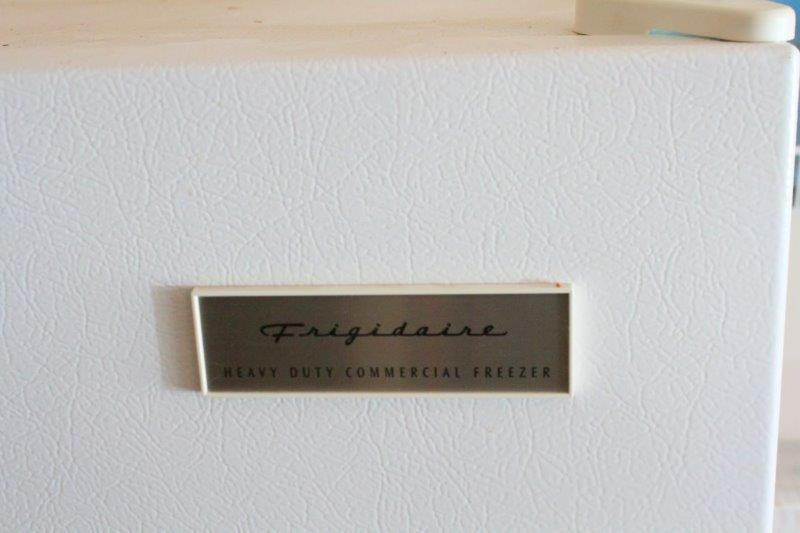 Frigidaire
HEAVY DUTY COMMERCIAL FREEZER